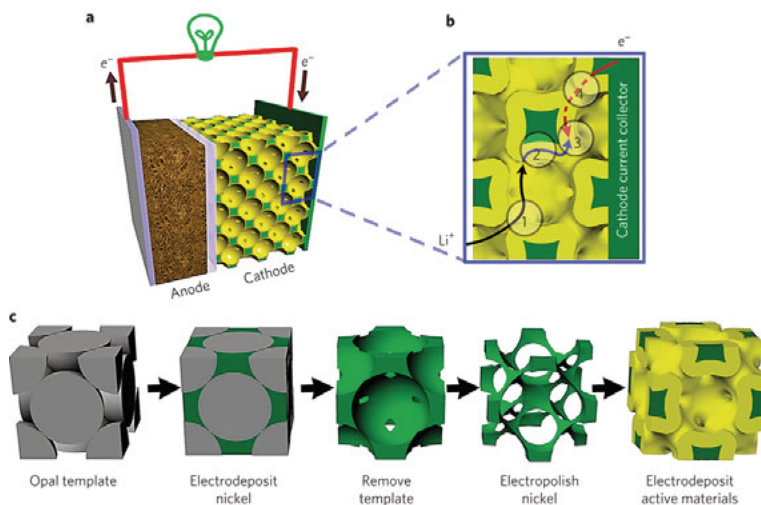 a
e⁻
e⁻
Anode
Cathode
b
e⁻
4
3
2
1
Li⁺
Cathode current collector
c
Opal template
Electrodeposit
nickel
Remove
template
Electropolish
nickel
Electrodeposit
active materials